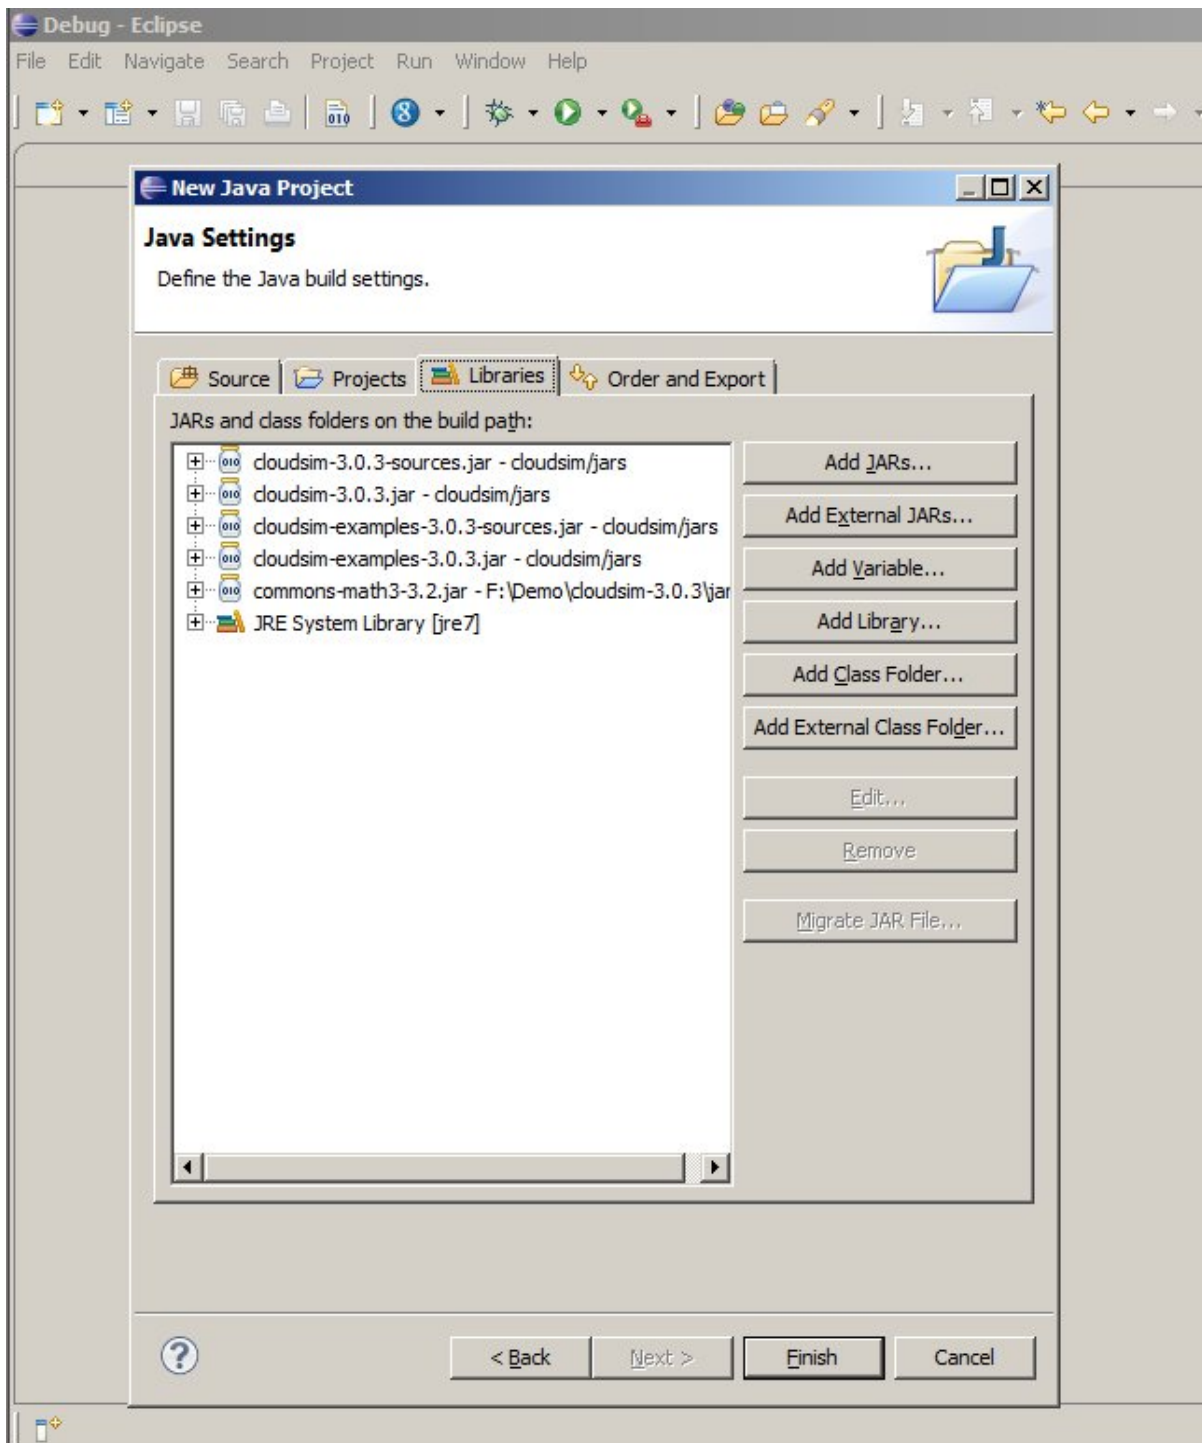 Debug - Eclipse
File Edit Navigate Search Project Run Window Help
New Java Project
Java Settings
Define the Java build settings.
Source Projects Libraries Order and Export
JARs and class folders on the build path:
cloudsim-3.0.3-sources.jar - cloudsim/jars
cloudsim-3.0.3.jar - cloudsim/jars
cloudsim-examples-3.0.3-sources.jar - cloudsim/jars
cloudsim-examples-3.0.3.jar - cloudsim/jars
commons-math3-3.2.jar - F:\Demo\cloudsim-3.0.3\jar
JRE System Library [jre7]
Add JARs...
Add External JARs...
Add Variable...
Add Library...
Add Class Folder...
Add External Class Folder...
Edit...
Remove
Migrate JAR File...
< Back Next > Finish Cancel